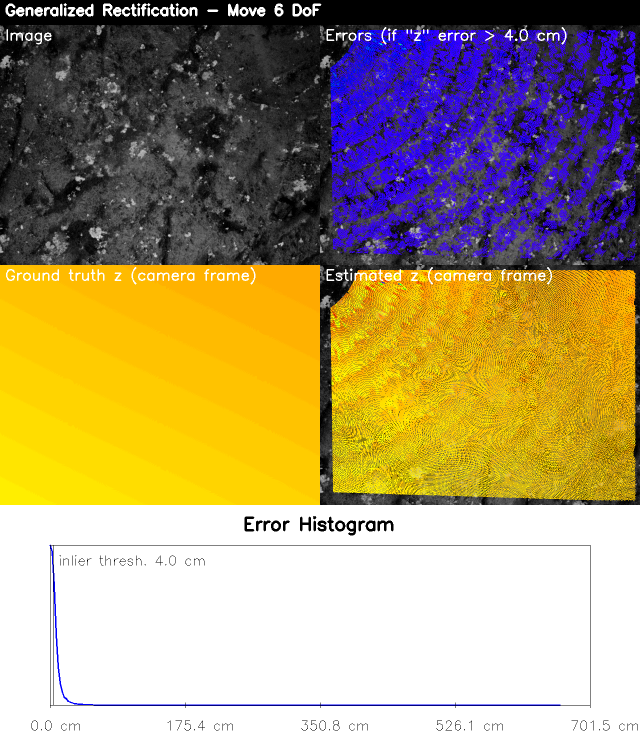 Generalized Rectification - Move 6 DoF
Image
Errors (if "z" error > 4.0 cm)
Ground truth z (camera frame)
Estimated z (camera frame)
Error Histogram
inlier thresh. 4.0 cm
0.0 cm 175.4 cm 350.8 cm 526.1 cm 701.5 cm